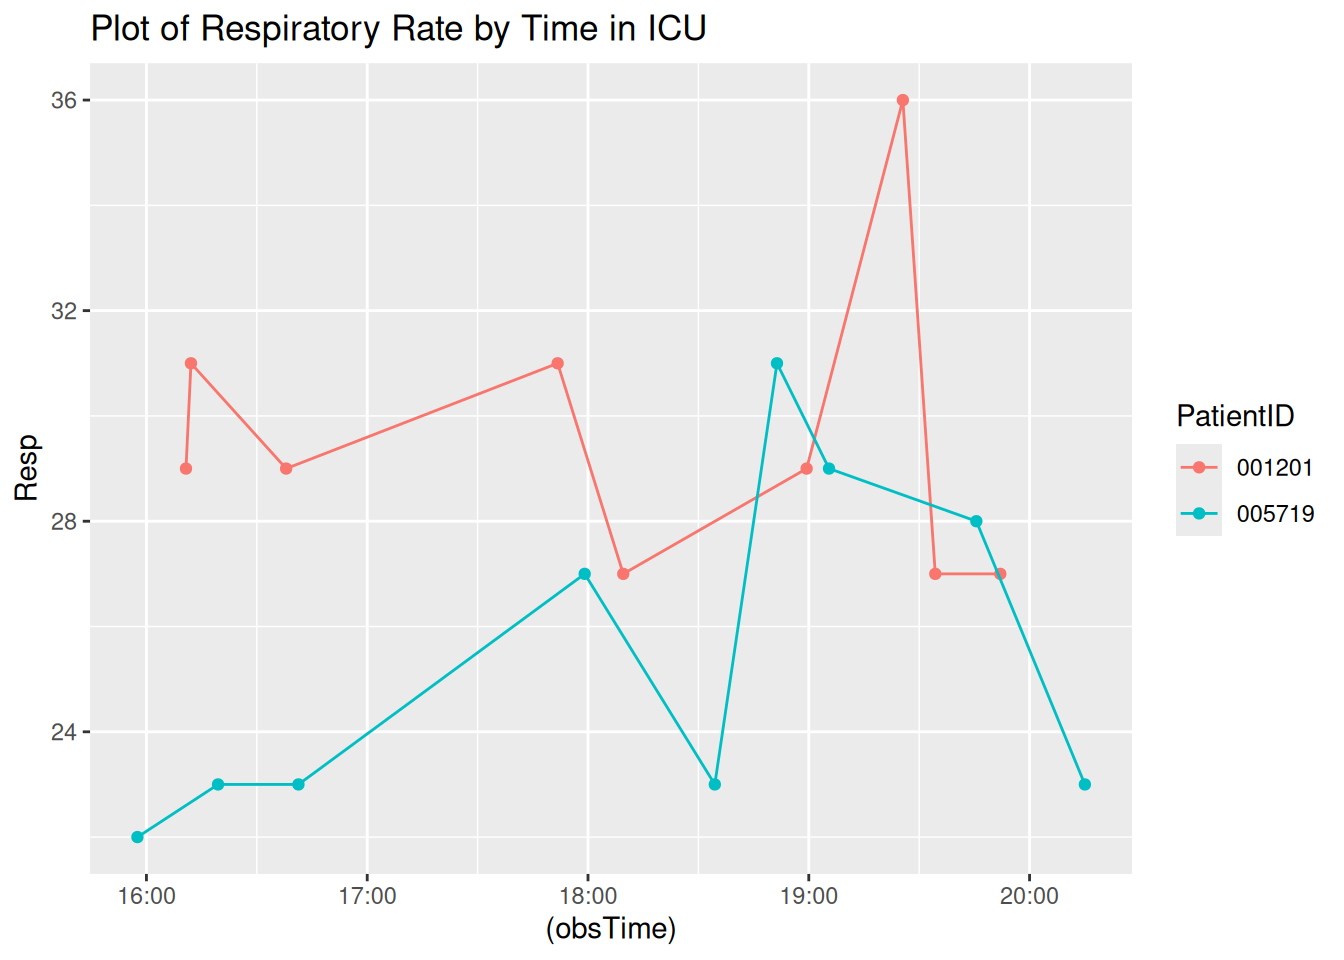 Plot of Respiratory Rate by Time in ICU
36
32
28
24
Resp
16:00 17:00 18:00 19:00 20:00
(obsTime)
PatientID
001201
005719